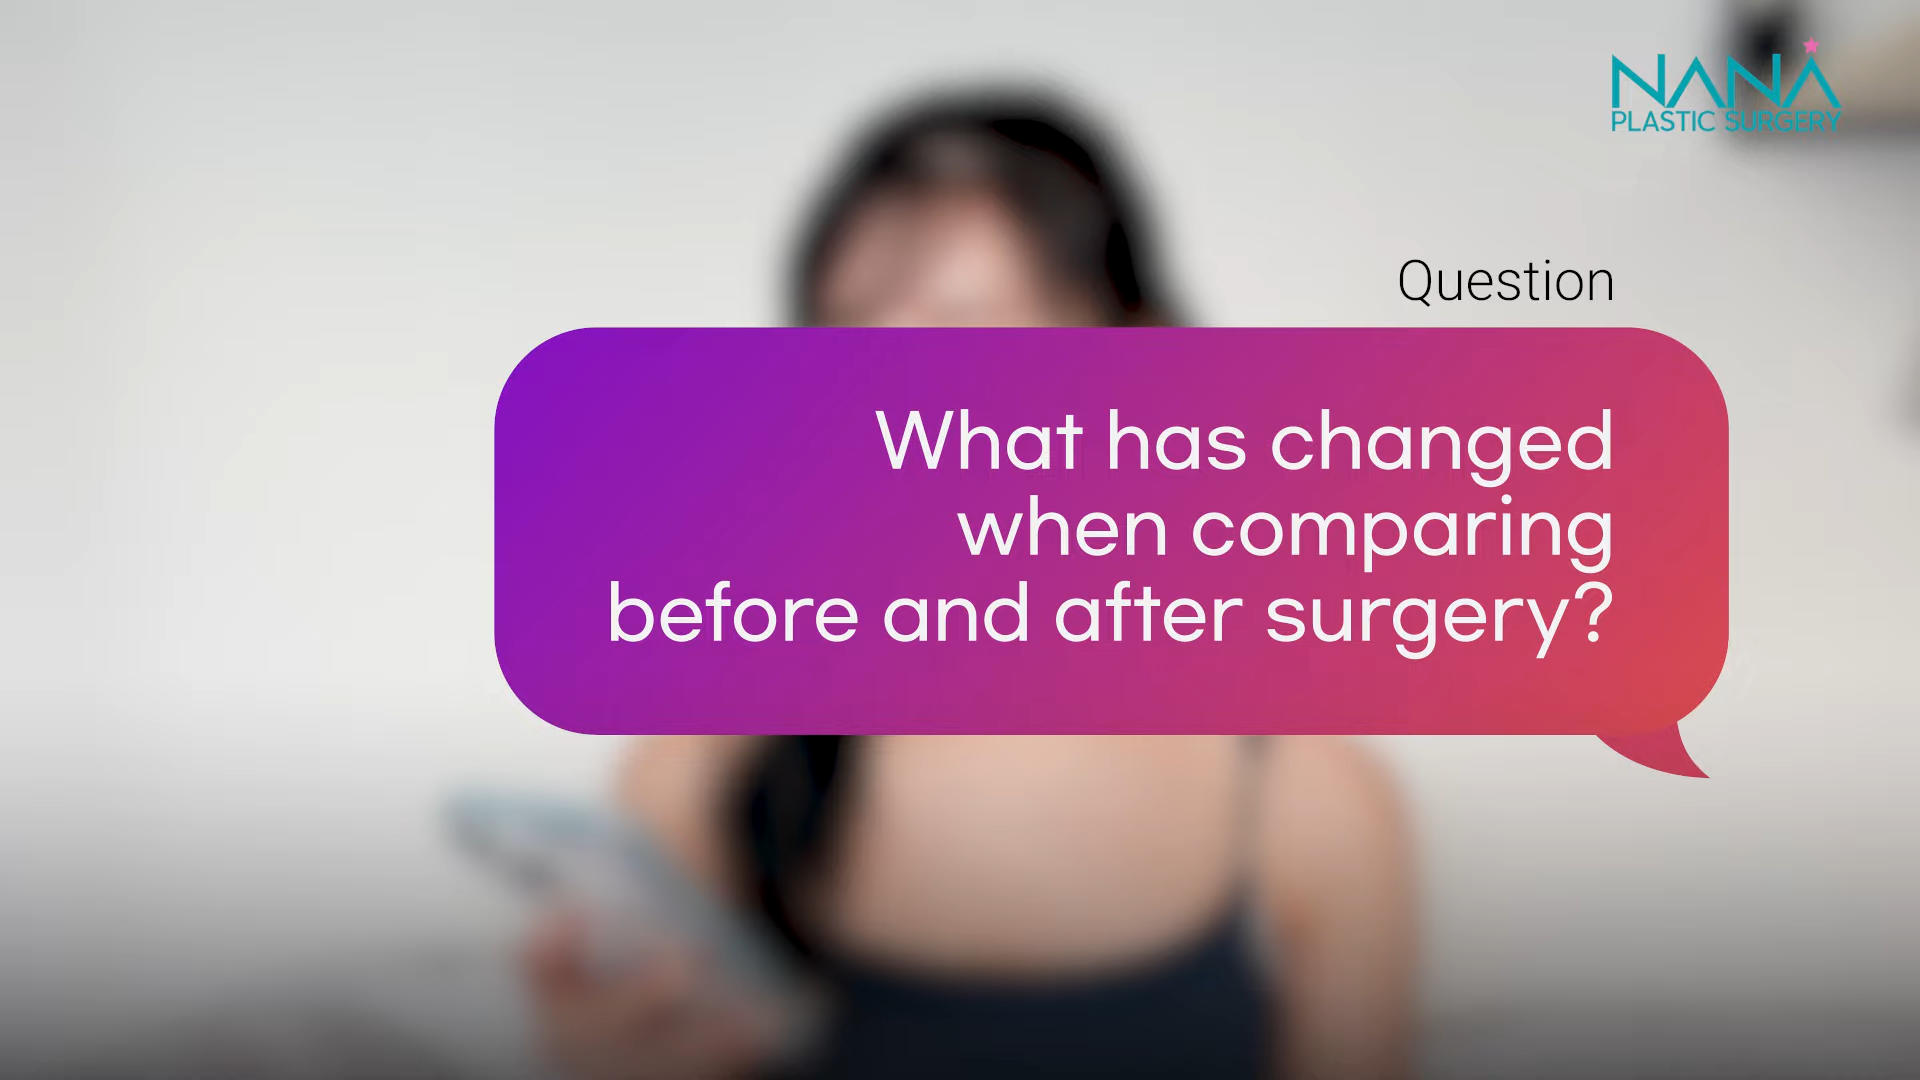 NANA
PLASTIC SURGERY
Question
What has changed
when comparing
before and after surgery?